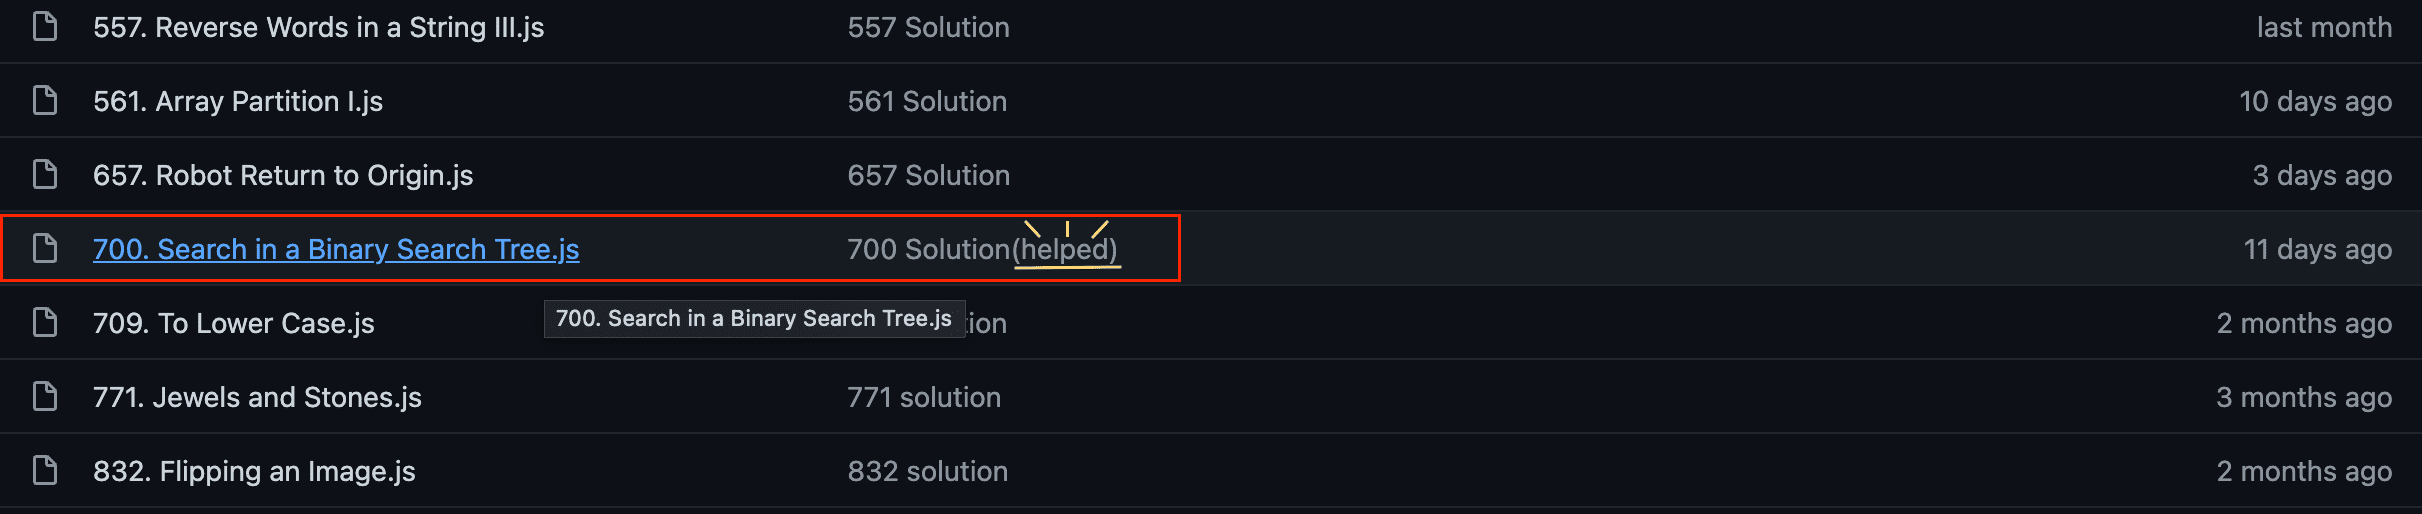 557. Reverse Words in a String III.js 557 Solution last month
561. Array Partition I.js 561 Solution 10 days ago
657. Robot Return to Origin.js 657 Solution 3 days ago
700. Search in a Binary Search Tree.js 700 Solution(helped) 11 days ago
709. To Lower Case.js 700. Search in a Binary Search Tree.js 2 months ago
771. Jewels and Stones.js 771 solution 3 months ago
832. Flipping an Image.js 832 solution 2 months ago